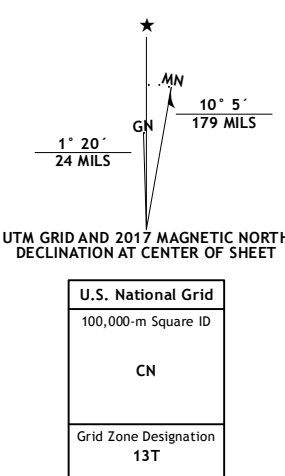 ★
MN
GN
10° 5´
179 MILS
1° 20´
24 MILS
UTM GRID AND 2017 MAGNETIC NORTH
DECLINATION AT CENTER OF SHEET
U.S. National Grid
100,000-m Square ID
CN
Grid Zone Designation
13T